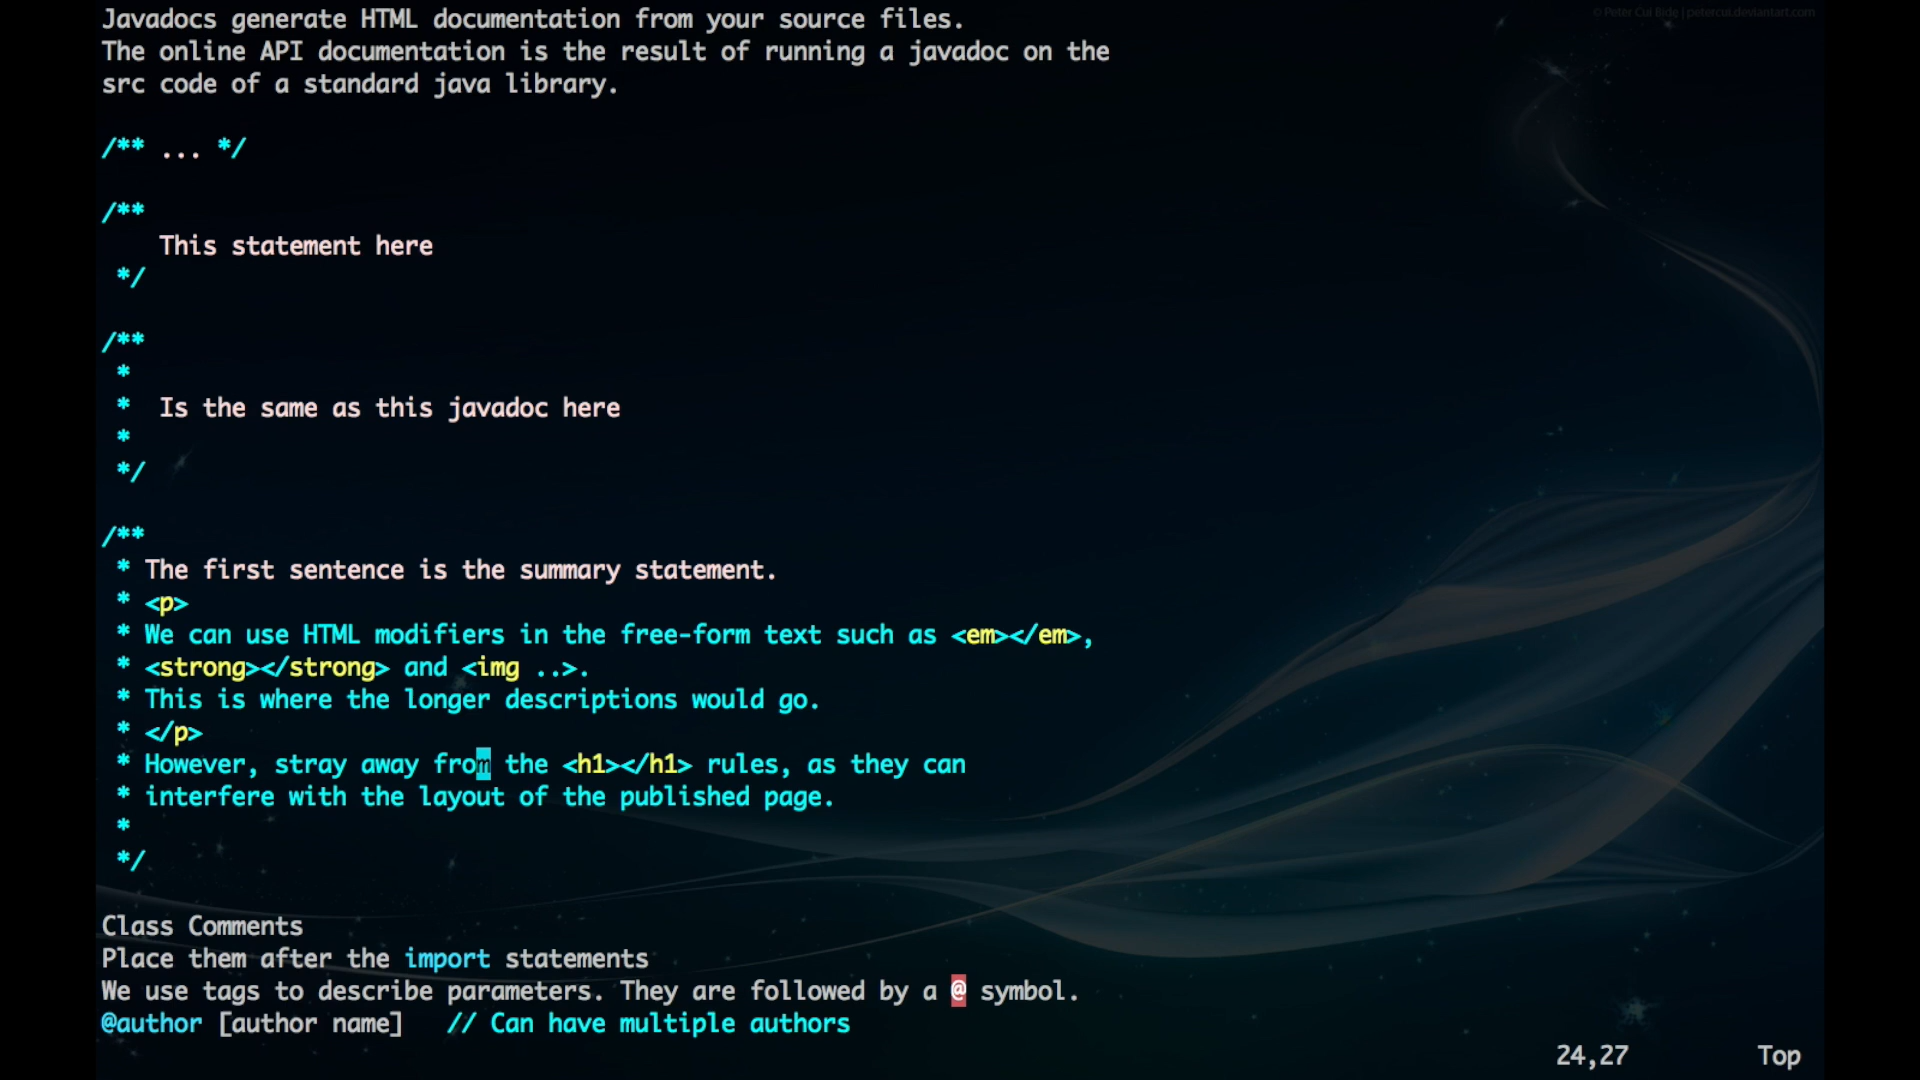 © Peter Cui Bide | petercui.deviantart.com
Javadocs generate HTML documentation from your source files.
The online API documentation is the result of running a javadoc on the
src code of a standard java library.
/** ... */
/**
This statement here
*/
/**
*
* Is the same as this javadoc here
*
*/
/**
* The first sentence is the summary statement.
* <p>
* We can use HTML modifiers in the free-form text such as <em></em>,
* <strong></strong> and <img ..>.
* This is where the longer descriptions would go.
* </p>
* However, stray away from the <h1></h1> rules, as they can
* interfere with the layout of the published page.
*
*/
Class Comments
Place them after the import statements
We use tags to describe parameters. They are followed by a @ symbol.
@author [author name] // Can have multiple authors
24,27 Top